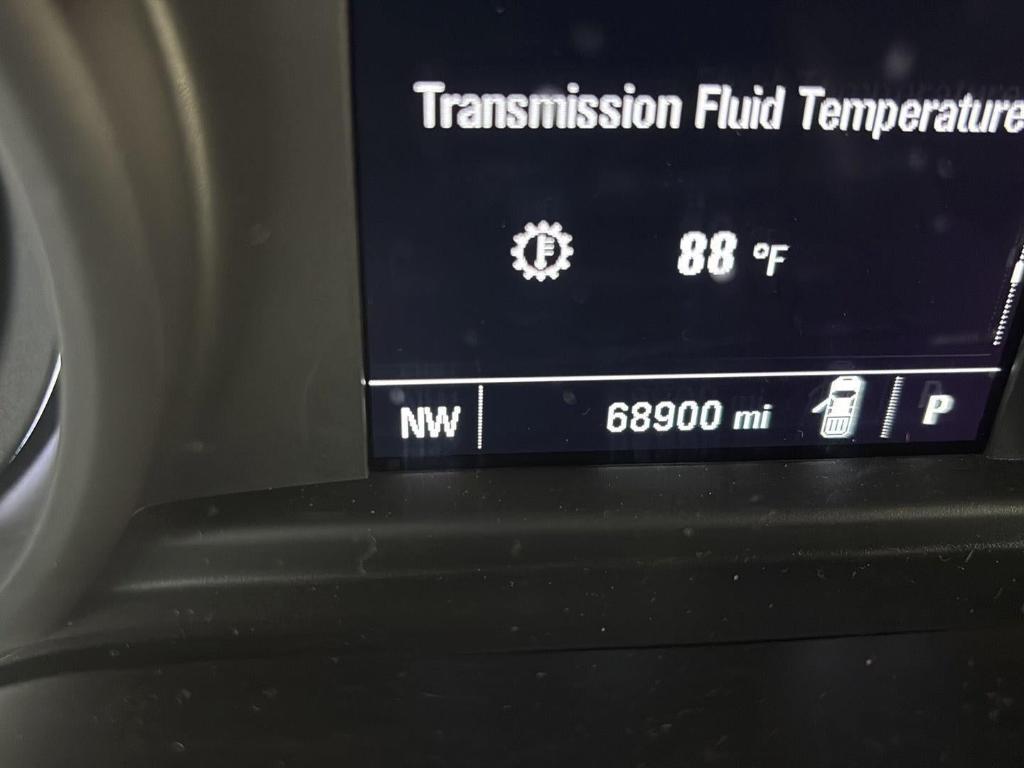 Transmission Fluid Temperature
88 °F
NW 68900 mi P